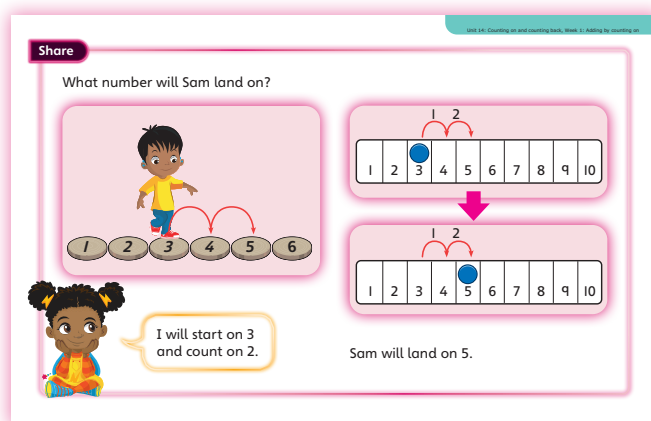 Unit 14: Counting on and counting back, Week 1: Adding by counting on
Share
What number will Sam land on?
1 2 3 4 5 6
I will start on 3
and count on 2.
1 2
1 2 3 4 5 6 7 8 9 10
1 2
1 2 3 4 5 6 7 8 9 10
Sam will land on 5.